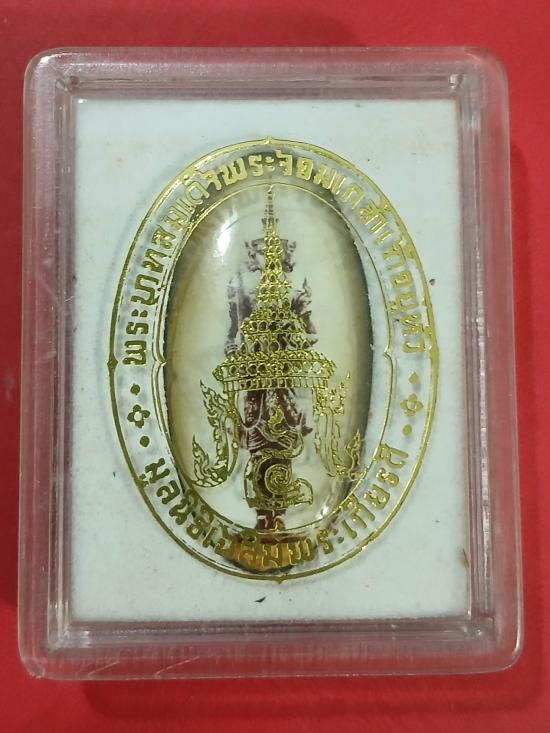 พระบาทสมเด็จพระจอมเกล้าเจ้าอยู่หัว
มูลนิธิเฉลิมพระเกียรติ